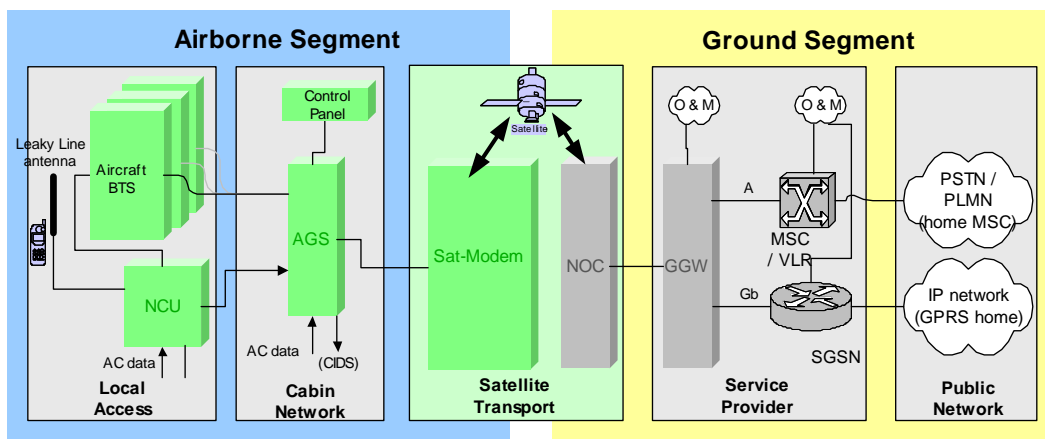 Airborne Segment
Ground Segment
Leaky Line
antenna
Aircraft
BTS
NCU
AC data
Local
Access
Control
Panel
AGS
AC data
(CIDS)
Cabin
Network
Satellite
Sat-Modem
NOC
Satellite
Transport
O & M
O & M
GGW
A
MSC
/ VLR
Gb
SGSN
Service
Provider
PSTN /
PLMN
(home MSC)
IP network
(GPRS home)
Public
Network